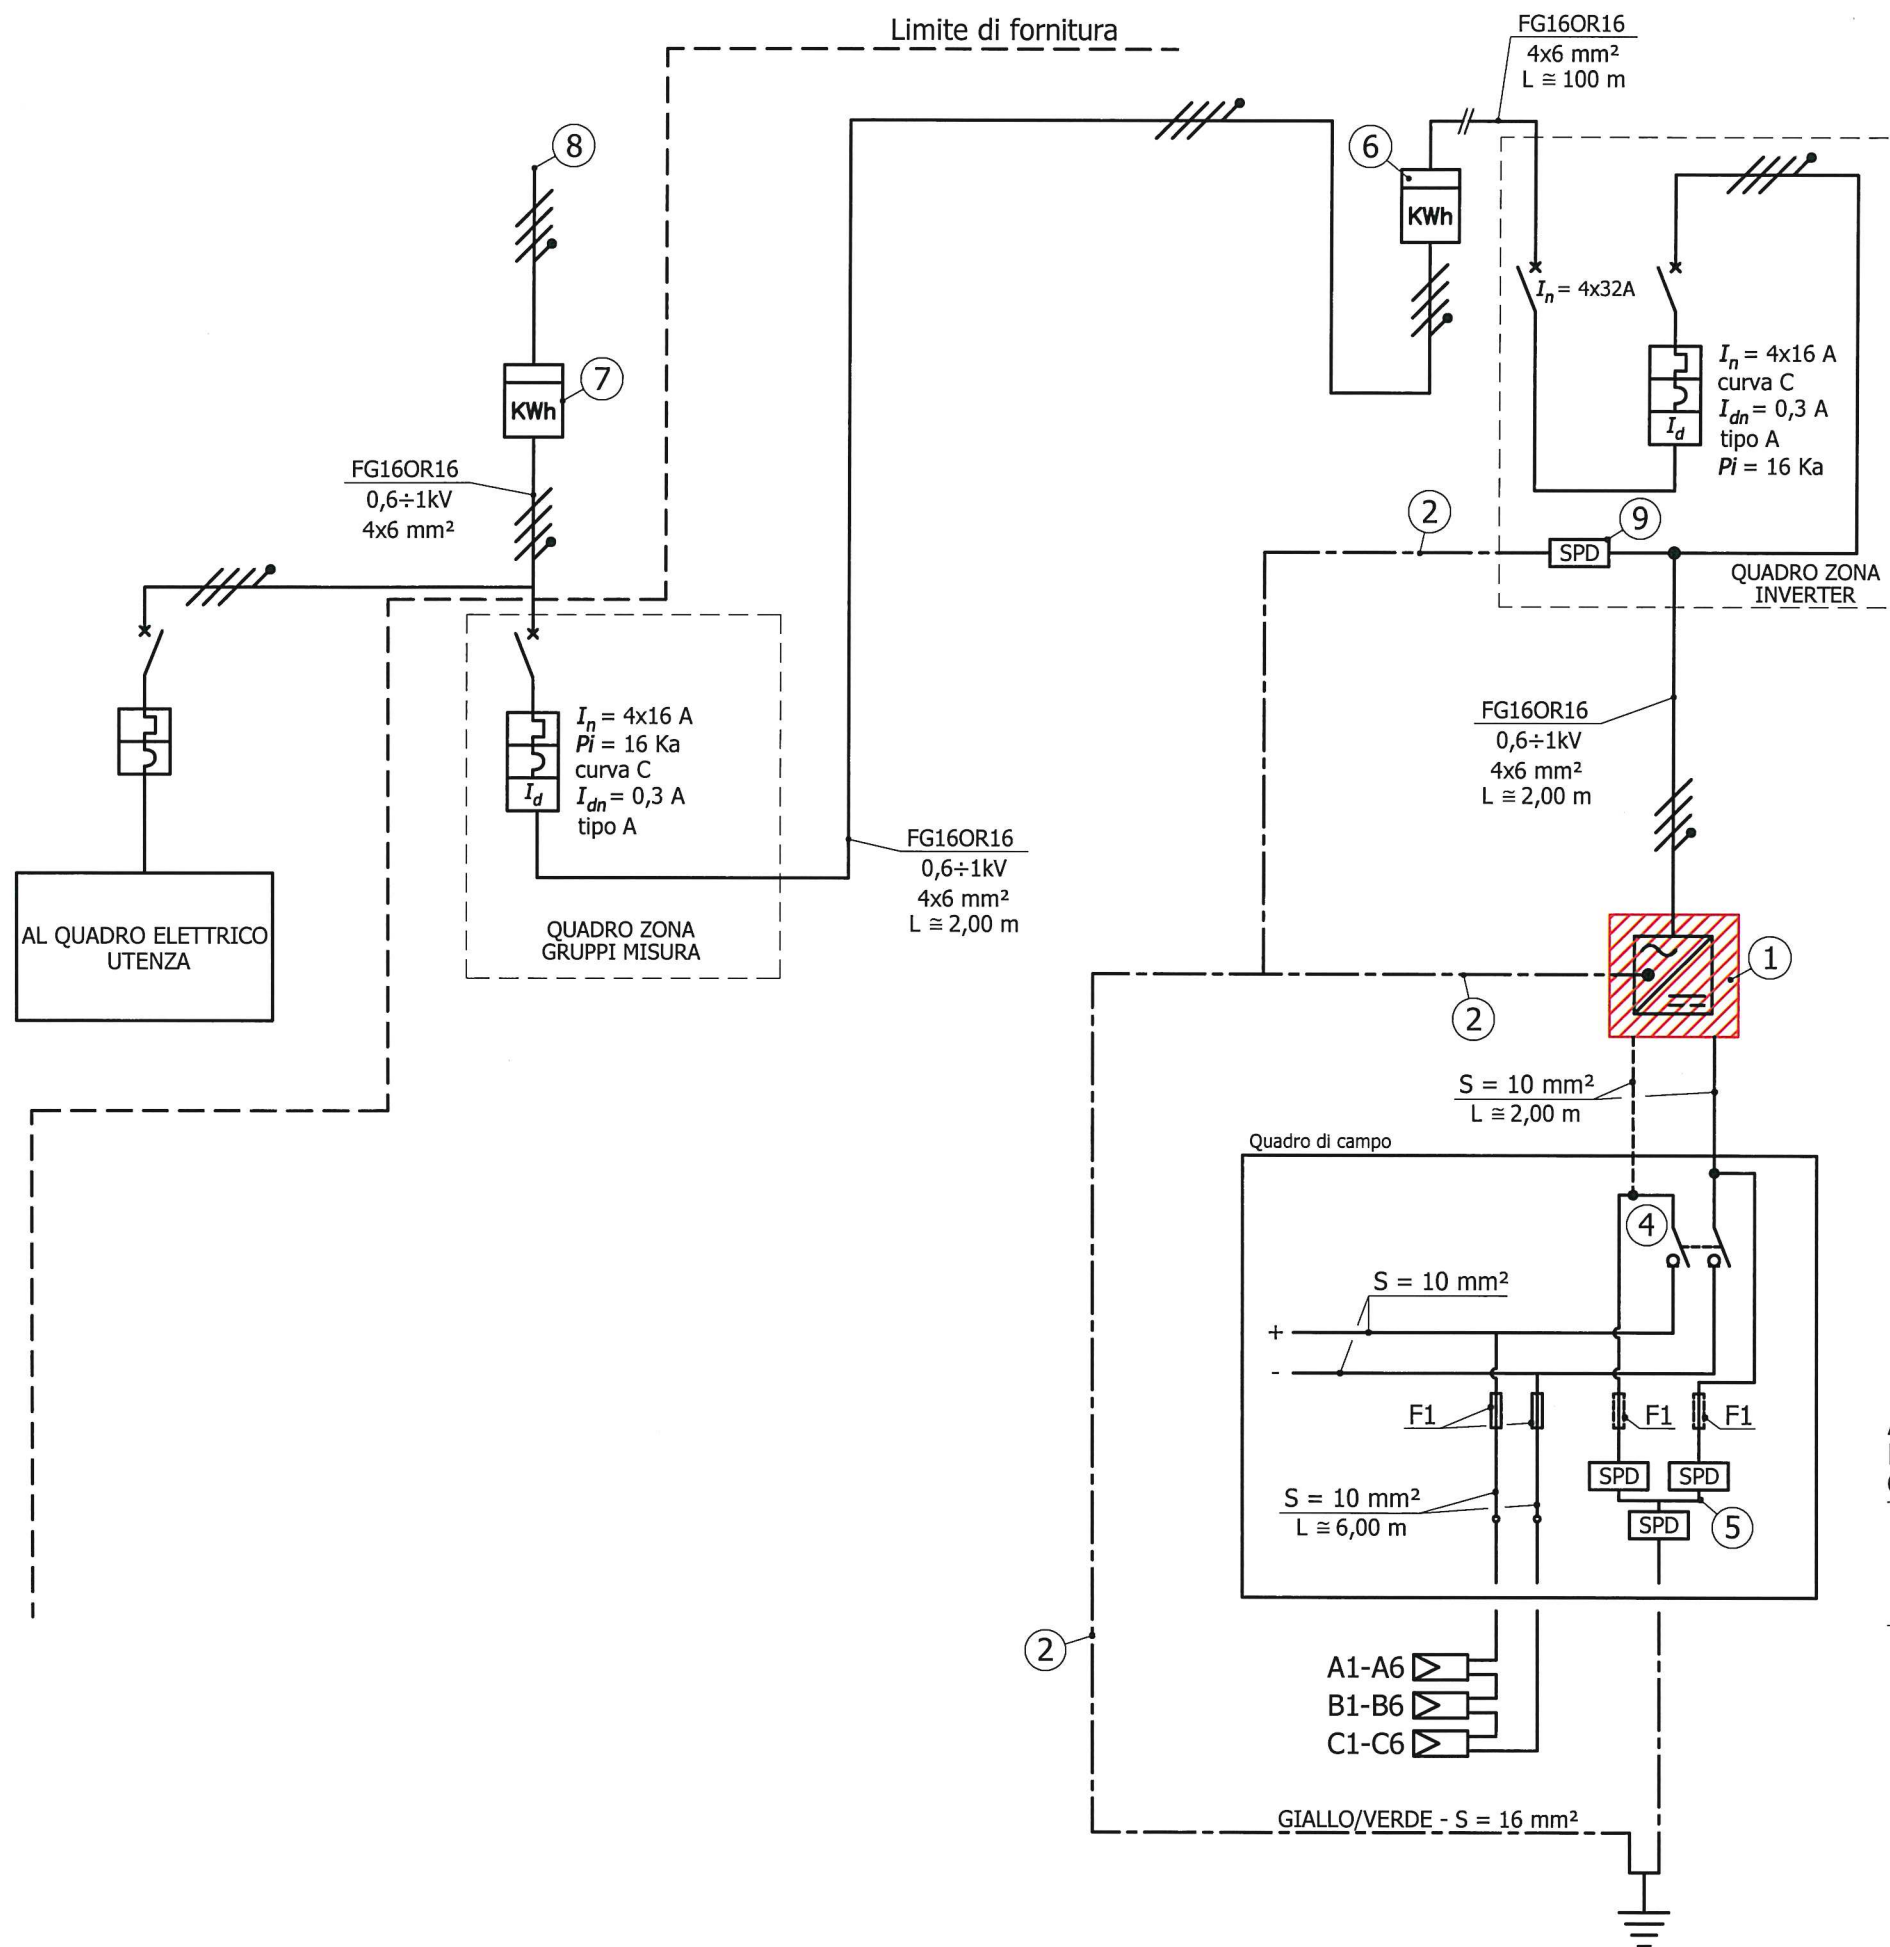 Limite di fornitura
FG16OR16
4x6 mm²
L ≅ 100 m
8
6
KWh
In = 4x32A
In = 4x16 A
curva C
Idn = 0,3 A
tipo A
Pi = 16 Ka
Id
7
KWh
FG16OR16
0,6÷1kV
4x6 mm²
2
9
SPD
QUADRO ZONA
INVERTER
In = 4x16 A
Pi = 16 Ka
curva C
Idn = 0,3 A
tipo A
Id
QUADRO ZONA
GRUPPI MISURA
AL QUADRO ELETTRICO
UTENZA
FG16OR16
0,6÷1kV
4x6 mm²
L ≅ 2,00 m
FG16OR16
0,6÷1kV
4x6 mm²
L ≅ 2,00 m
1
2
S = 10 mm²
L ≅ 2,00 m
Quadro di campo
4
S = 10 mm²
+
-
F1
F1
F1
SPD
SPD
SPD
5
S = 10 mm²
L ≅ 6,00 m
2
A1-A6
B1-B6
C1-C6
GIALLO/VERDE - S = 16 mm²